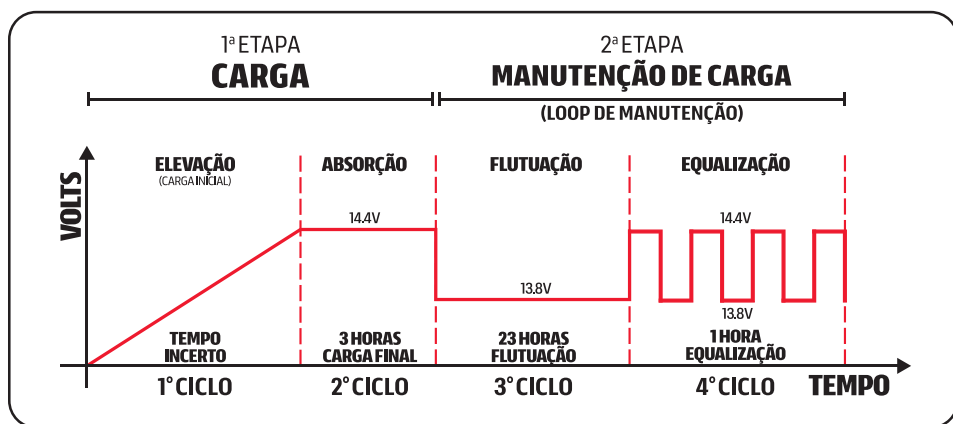 1ª ETAPA
CARGA
2ª ETAPA
MANUTENÇÃO DE CARGA
(LOOP DE MANUTENÇÃO)
VOLTS
ELEVAÇÃO
(CARGA INICIAL)
ABSORÇÃO
FLUTUAÇÃO
EQUALIZAÇÃO
14.4V
14.4V
13.8V
13.8V
TEMPO
INCERTO
3 HORAS
CARGA FINAL
23 HORAS
FLUTUAÇÃO
1 HORA
EQUALIZAÇÃO
1° CICLO
2° CICLO
3° CICLO
4° CICLO
TEMPO